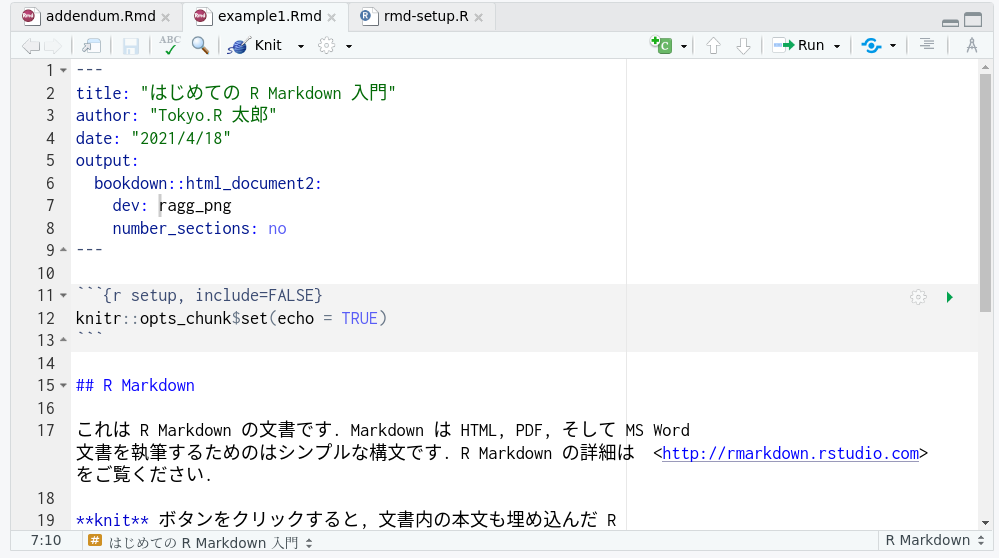 addendum.Rmd × example1.Rmd × rmd-setup.R ×
ABC Knit Run
1 ---
2 title: "はじめての R Markdown 入門"
3 author: "Tokyo.R 太郎"
4 date: "2021/4/18"
5 output:
6   bookdown::html_document2:
7     dev: ragg_png
8     number_sections: no
9 ---
10
11 ```{r setup, include=FALSE}
12 knitr::opts_chunk$set(echo = TRUE)
13 ```
14
15 ## R Markdown
16
17 これは R Markdown の文書です. Markdown は HTML, PDF, そして MS Word
文書を執筆するためのはシンプルな構文です. R Markdown の詳細は <http://rmarkdown.rstudio.com>
をご覧ください.
18
19 **knit** ボタンをクリックすると, 文書内の本文も埋め込んだ R
7:10 # はじめての R Markdown 入門 R Markdown